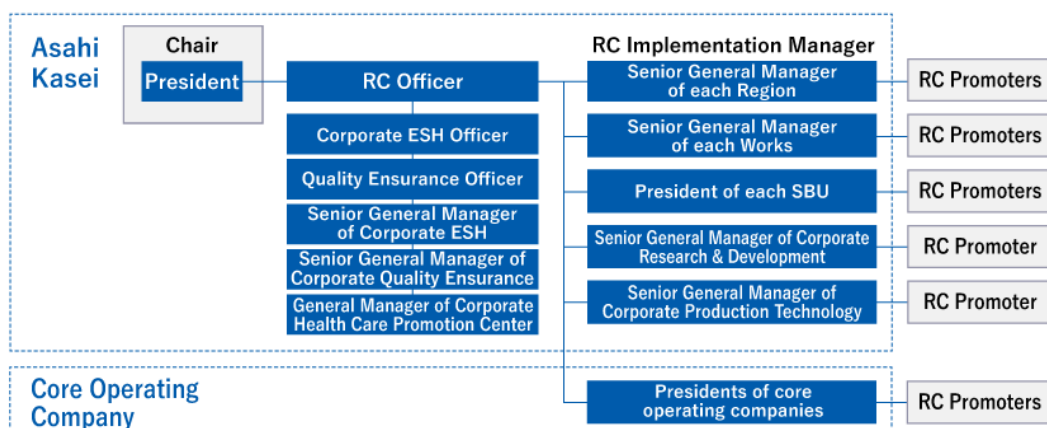 Asahi
Kasei
Chair
President
RC Officer
Corporate ESH Officer
Quality Ensurance Officer
Senior General Manager
of Corporate ESH
Senior General Manager of
Corporate Quality Ensurance
General Manager of Corporate
Health Care Promotion Center
RC Implementation Manager
Senior General Manager
of each Region
RC Promoters
Senior General Manager
of each Works
RC Promoters
President of each SBU
RC Promoters
Senior General Manager of Corporate
Research & Development
RC Promoter
Senior General Manager of
Corporate Production Technology
RC Promoter
Core Operating
Company
Presidents of core
operating companies
RC Promoters